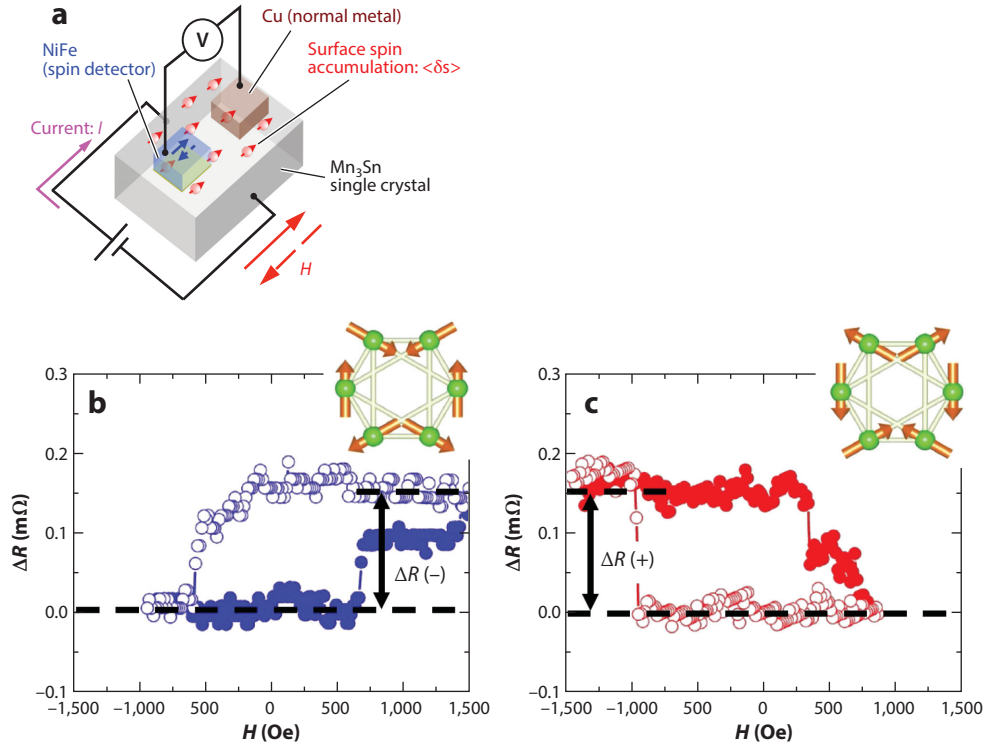 a
Cu (normal metal)
V
NiFe
(spin detector)
Surface spin
accumulation: <δs>
Current: I
Mn₃Sn
single crystal
H
b
0.3
0.2
0.1
0.0
−0.1
ΔR (mΩ)
ΔR (−)
−1,500 −1,000 500 0 500 1,000 1,500
H (Oe)
c
0.3
0.2
0.1
0.0
−0.1
ΔR (mΩ)
ΔR (+)
−1,500 −1,000 500 0 500 1,000 1,500
H (Oe)